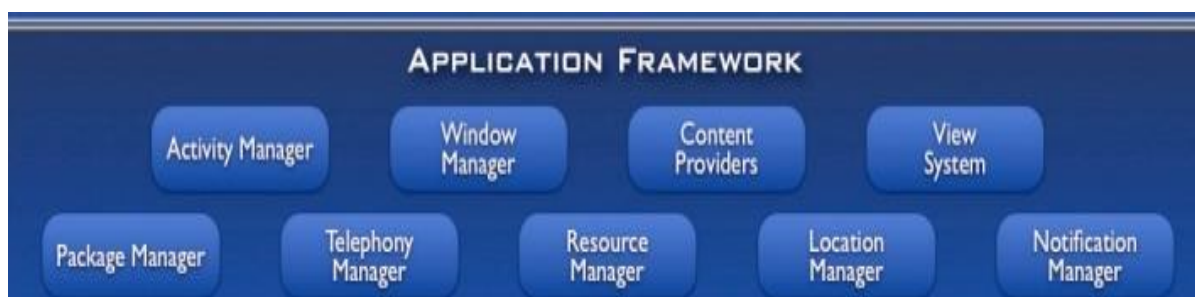 APPLICATION FRAMEWORK
Activity Manager
Window
Manager
Content
Providers
View
System
Package Manager
Telephony
Manager
Resource
Manager
Location
Manager
Notification
Manager